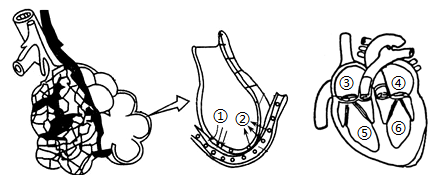 ① ②
③ ④
⑤ ⑥